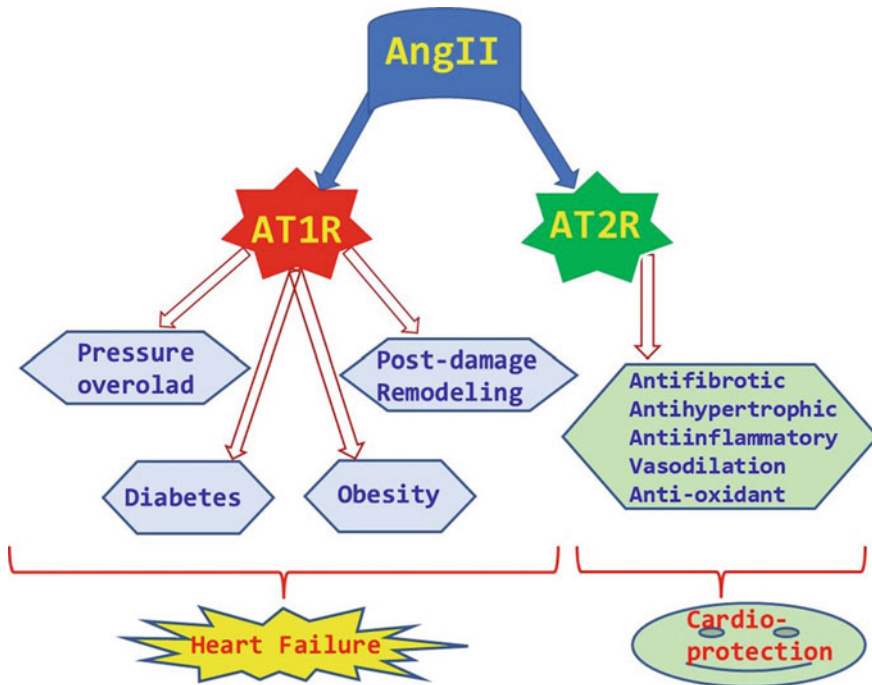 AngII
AT1R
AT2R
Pressure
overolad
Post-damage
Remodeling
Diabetes
Obesity
Antifibrotic
Antihypertrophic
Antiinflammatory
Vasodilation
Anti-oxidant
Heart Failure
Cardio-
protection